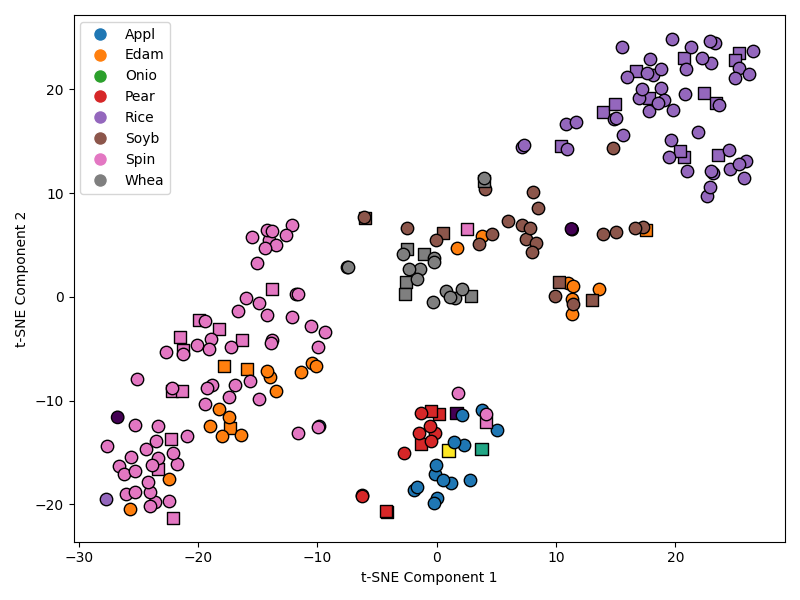 Appl
Edam
Onio
Pear
Rice
Soyb
Spin
Whea
20
10
0
−10
−20
t-SNE Component 2
−30
−20
−10
0
10
20
t-SNE Component 1